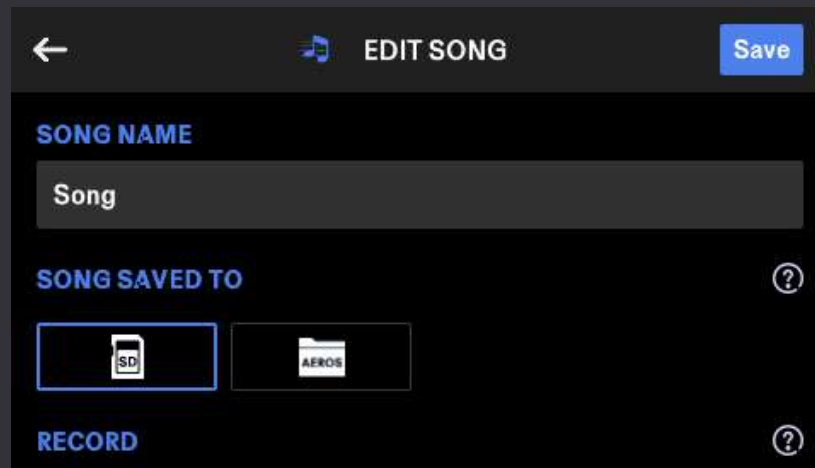 EDIT SONG
Save
SONG NAME
Song
SONG SAVED TO
?
SD
AEROS
RECORD
?